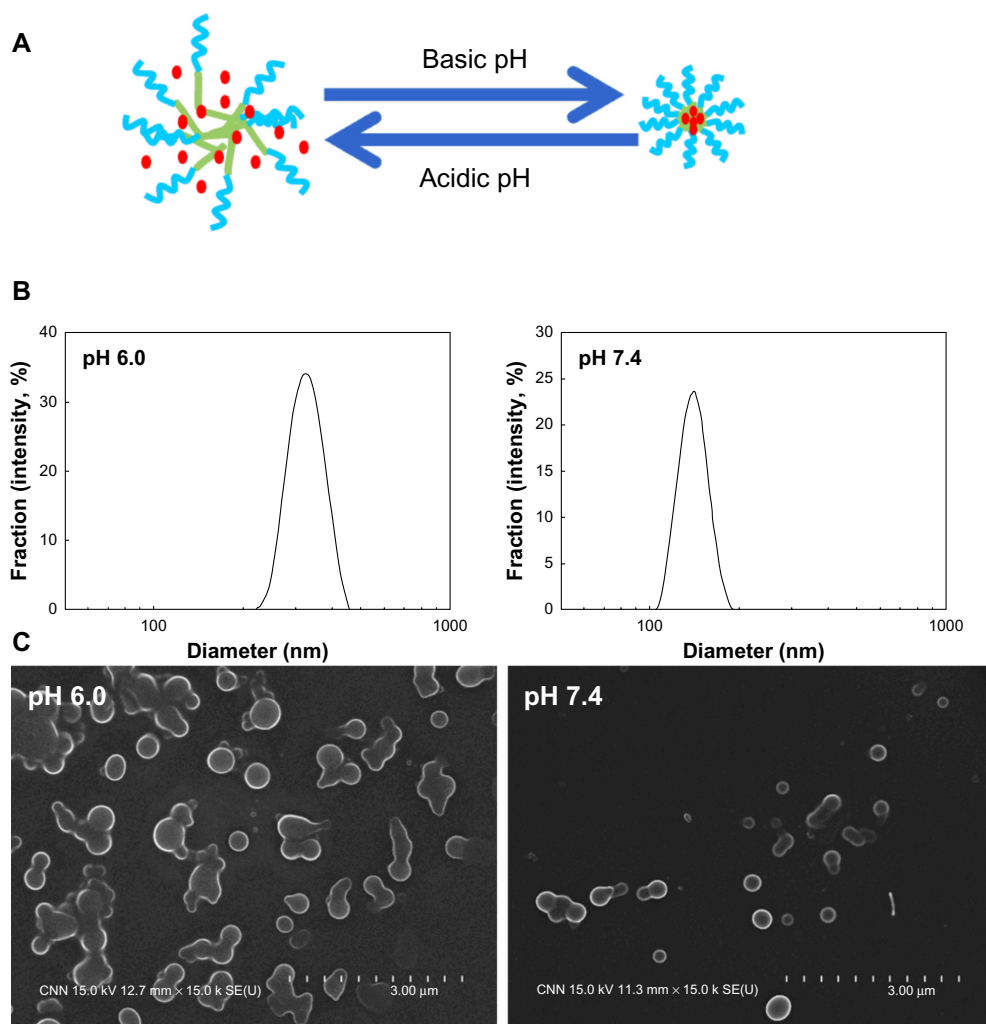 A
Basic pH
Acidic pH
B
pH 6.0
Fraction (intensity, %)
40
30
20
10
0
100
1000
Diameter (nm)
pH 7.4
Fraction (intensity, %)
30
25
20
15
10
5
0
100
1000
Diameter (nm)
C
pH 6.0
CNN 15.0 kV 12.7 mm × 15.0 k SE(U)
3.00 μm
pH 7.4
CNN 15.0 kV 11.3 mm × 15.0 k SE(U)
3.00 μm